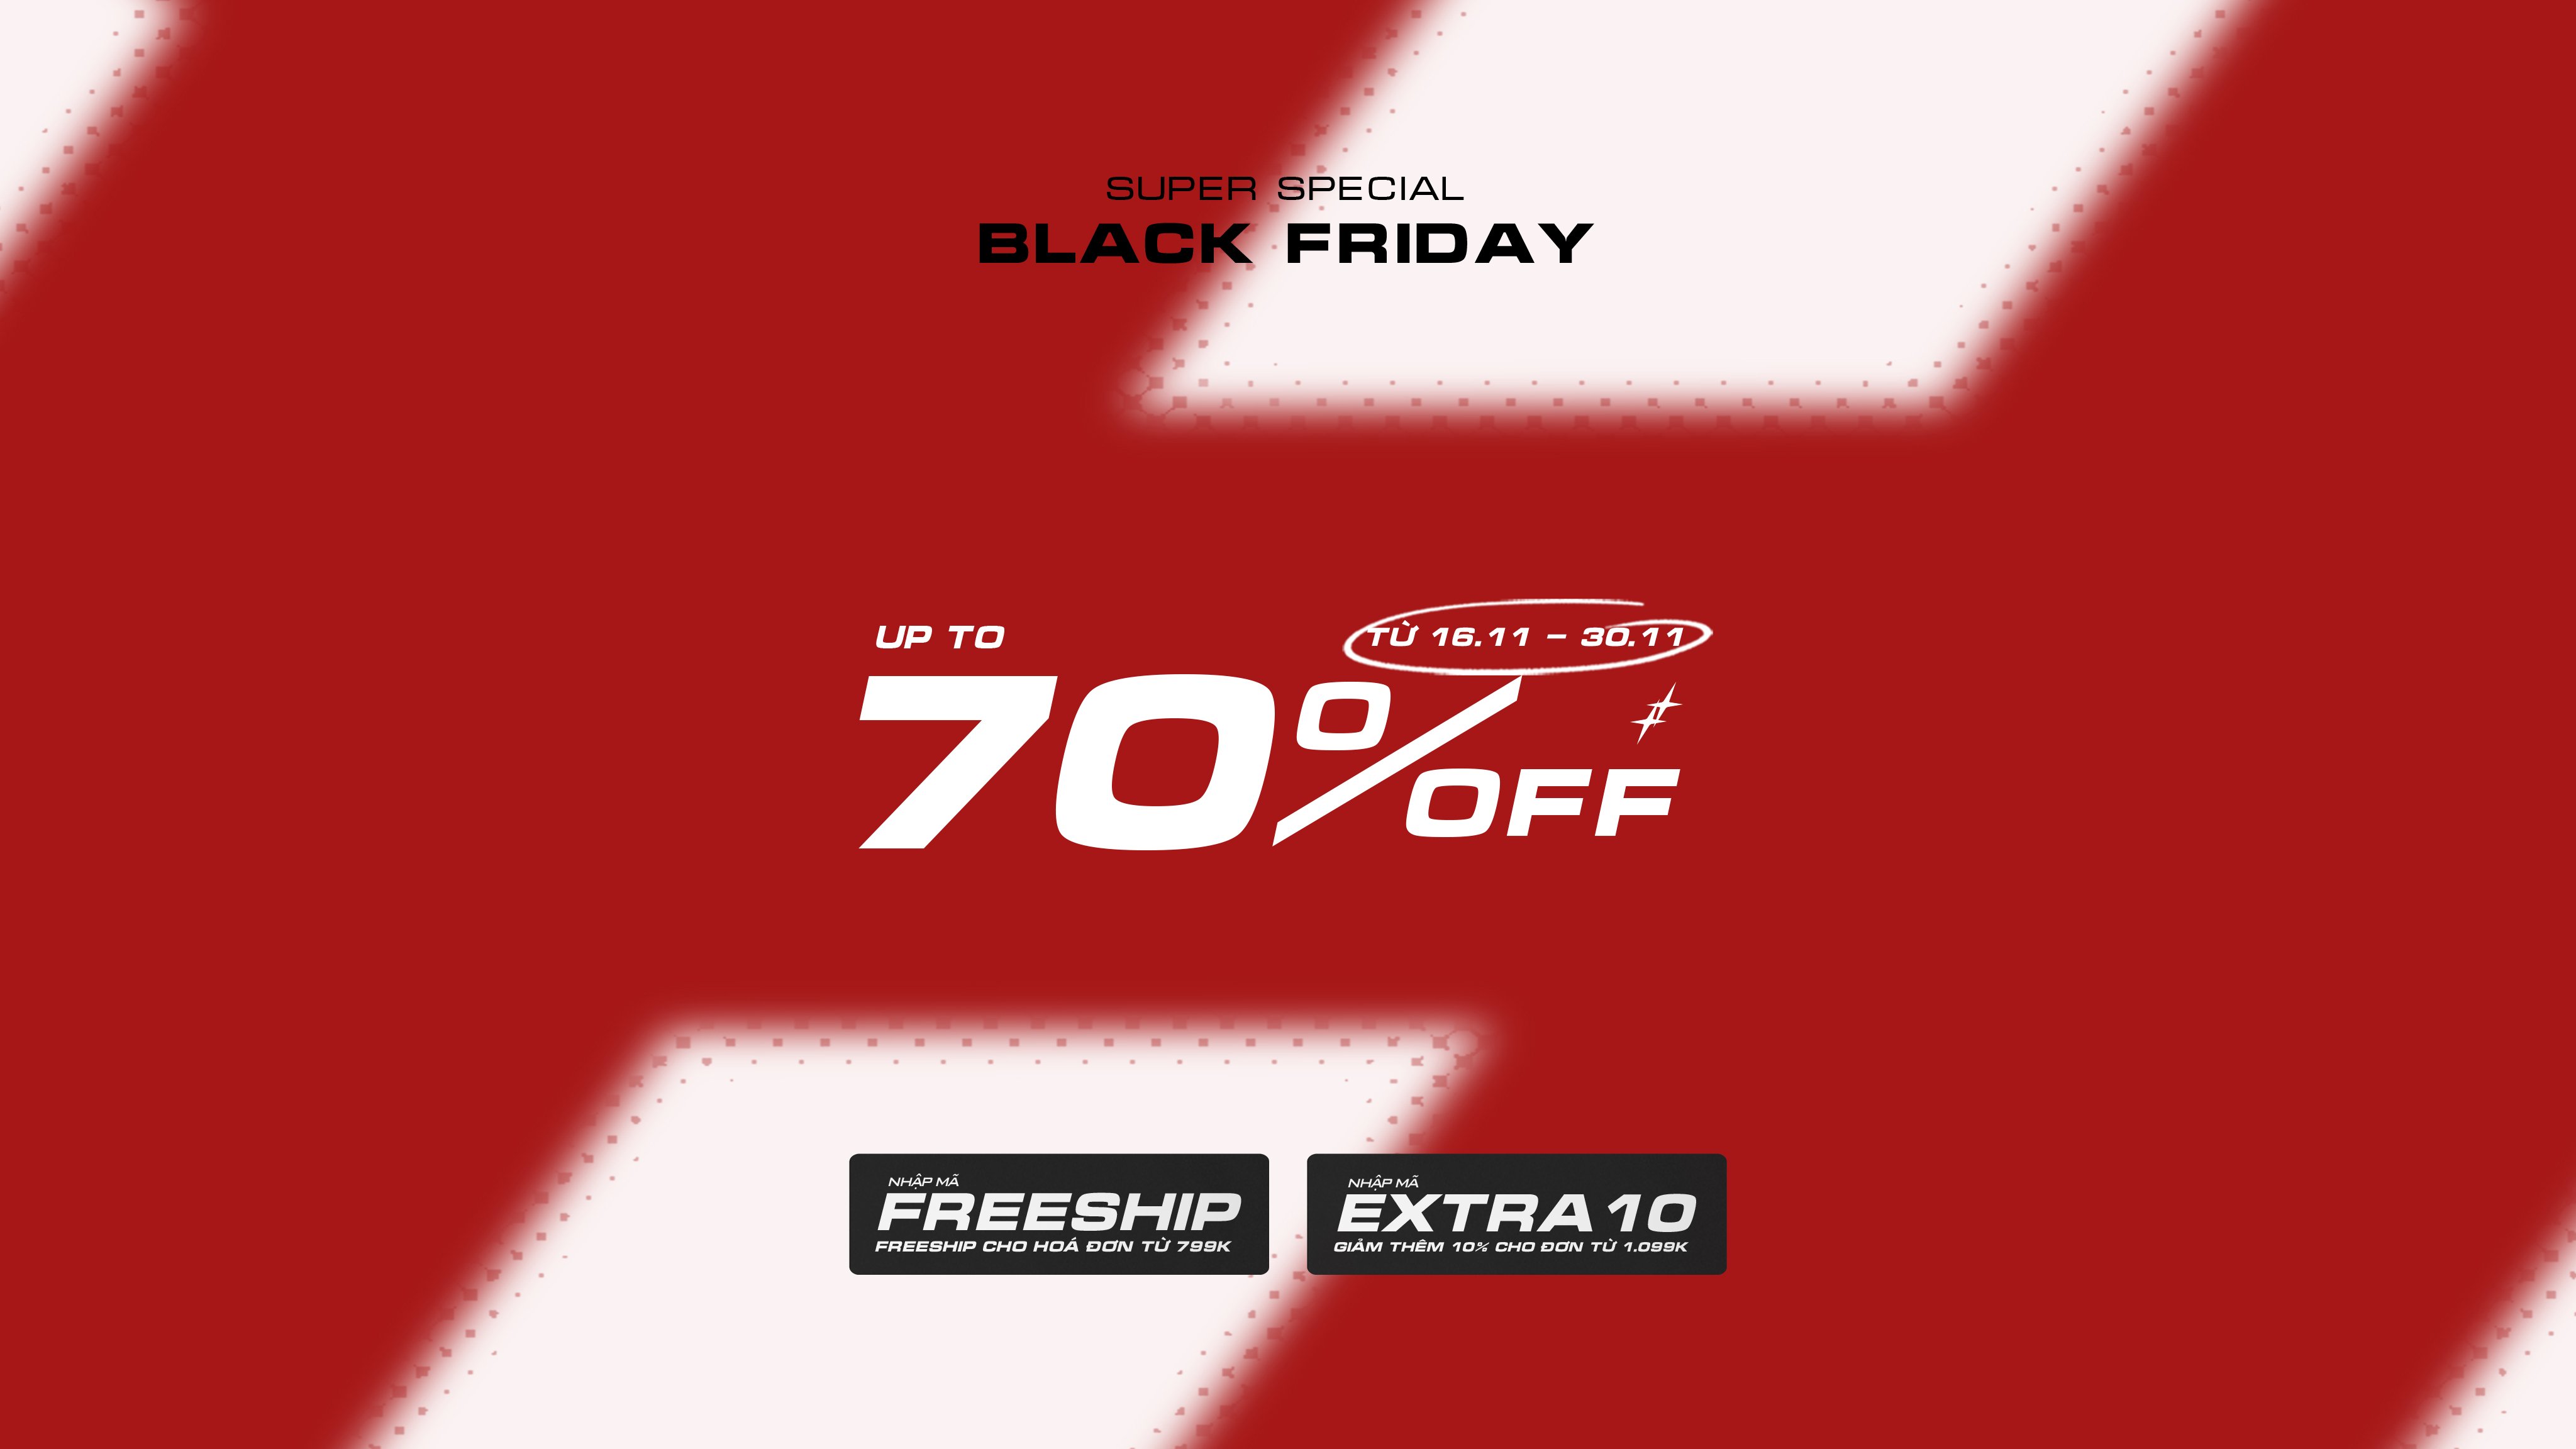 SUPER SPECIAL
BLACK FRIDAY
UP TO
TỪ 16.11 – 30.11
70% OFF
NHẬP MÃ
FREESHIP
FREESHIP CHO HOÁ ĐƠN TỪ 799K
NHẬP MÃ
EXTRA10
GIẢM THÊM 10% CHO ĐƠN TỪ 1.099K